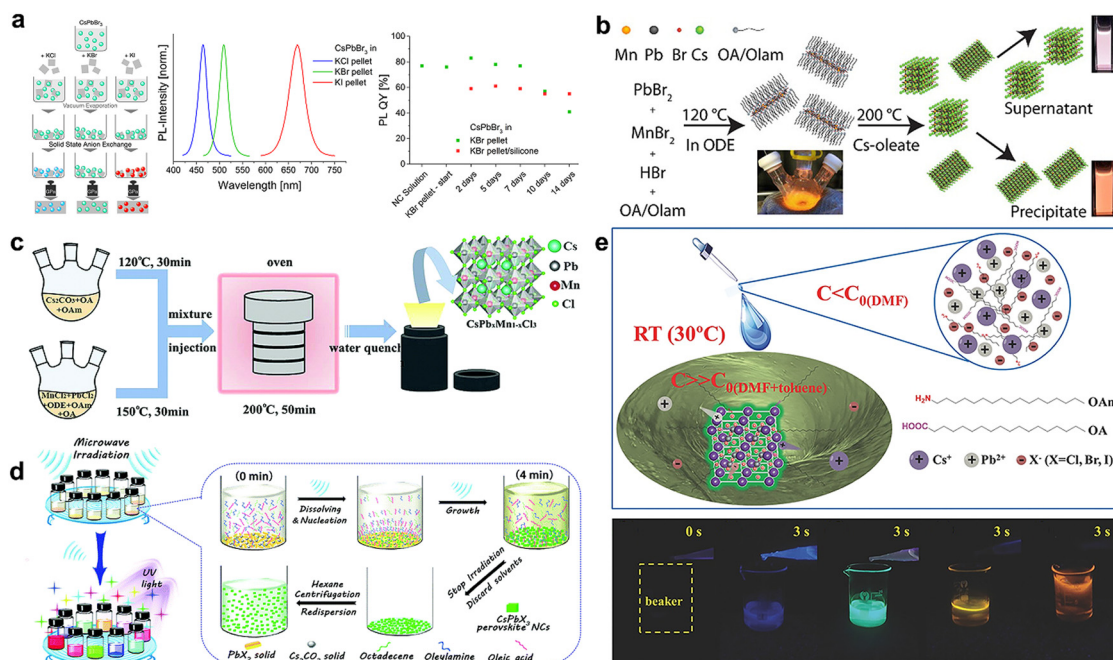 a
CsPbBr3
+ KCl
+ KBr
+ KI
Vacuum Evaporation
Solid State Anion Exchange
GPa
GPa
GPa
PL-Intensity [norm.]
CsPbBr3 in
KCl pellet
KBr pellet
KI pellet
400 450 500 550 600 650 700 750
Wavelength [nm]
PL QY [%]
100
80
60
40
20
0
CsPbBr3 in
KBr pellet
KBr pellet/silicone
NC Solution
KBr pellet - start
2 days
5 days
7 days
10 days
14 days
b
Mn Pb Br Cs OA/Olam
PbBr2
+
MnBr2
+
HBr
+
OA/Olam
120 °C
In ODE
200 °C
Cs-oleate
Supernatant
Precipitate
c
120℃, 30min
Cs2CO3+OA
+OAm
MnCl2+PbCl2
+ODE+OAm
+OA
150℃, 30min
mixture
injection
oven
200℃, 50min
water quench
Cs
Pb
Mn
Cl
CsPbxMn1-xCl3
d
Microwave
Irradiation
UV
light
(0 min)
Dissolving
& Nucleation
Growth
(4 min)
Stop Irradiation
Discard solvents
Hexane
Centrifugation
Redispersion
CsPbX3
perovskite NCs
PbX2 solid
Cs2CO3 solid
Octadecene
Oleylamine
Oleic acid
e
C<C0(DMF)
RT (30°C)
C>>C0(DMF+toluene)
H2N
OAm
HOOC
OA
Cs+ Pb2+ X- (X=Cl, Br, I)
0 s
3 s
3 s
3 s
3 s
beaker